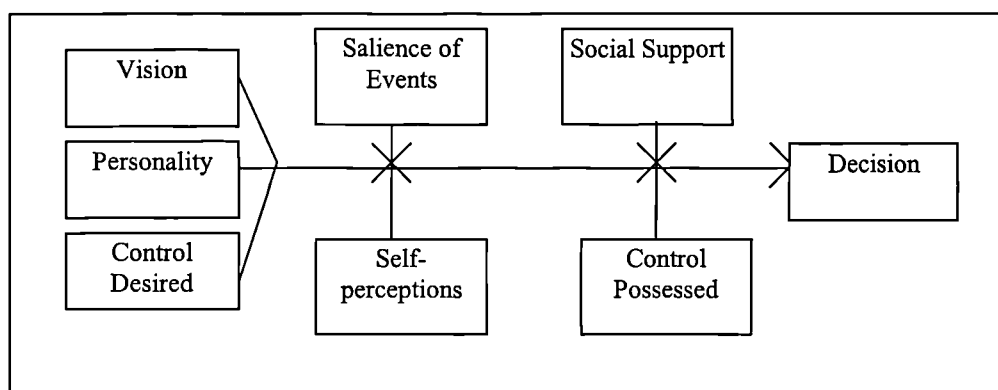 Vision
Personality
Control
Desired
Salience of
Events
Self-
perceptions
Social Support
Control
Possessed
Decision